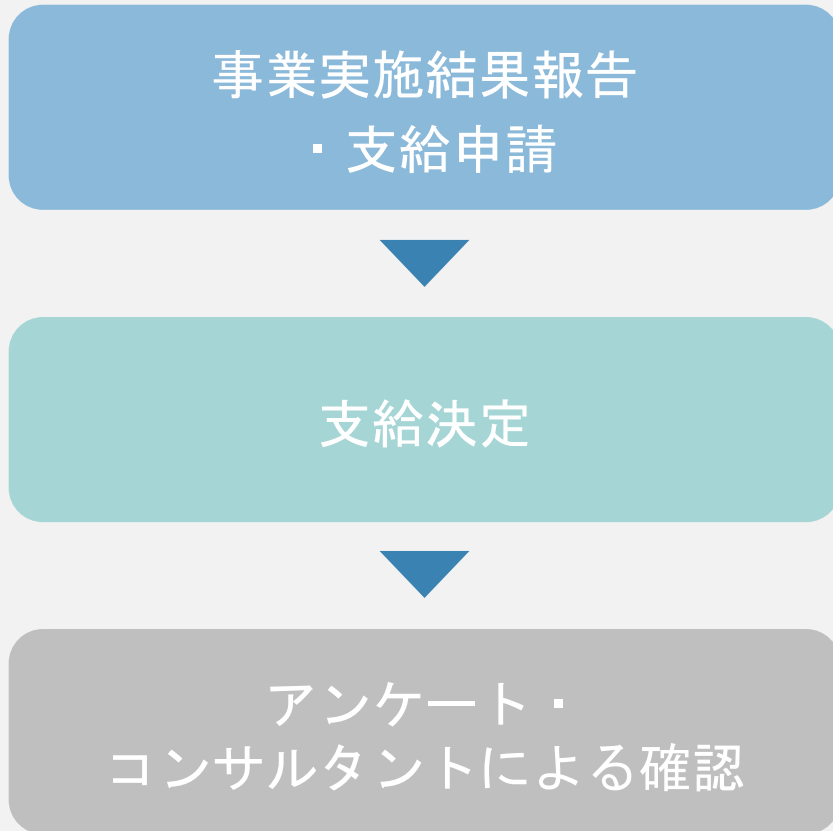 事業実施結果報告
・支給申請
支給決定
アンケート・
コンサルタントによる確認